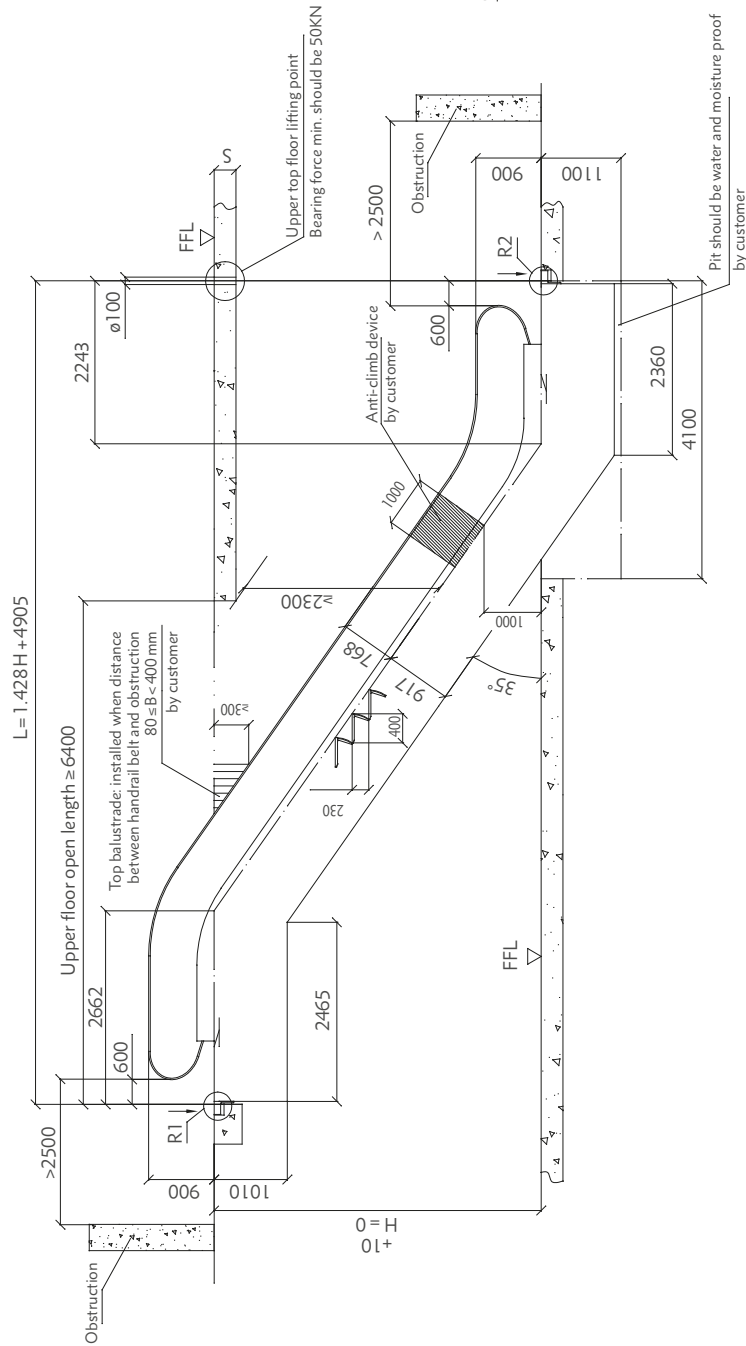 L=1.428H+4905
2243
ø100
Upper floor open length ≥ 6400
2662
600
>2500
Obstruction
R1
900
1010
Top balustrade: installed when distance
between handrail belt and obstruction
80 ≤ B < 400 mm
by customer
≥300
FFL
S
Upper top floor lifting point
Bearing force min. should be 50KN
≥2300
768
917
230
400
2465
1000
Anti-climb device
by customer
600
>2500
Obstruction
R2
900
1100
1000
35°
2360
4100
Pit should be water and moisture proof
by customer
FFL
+10
H = 0